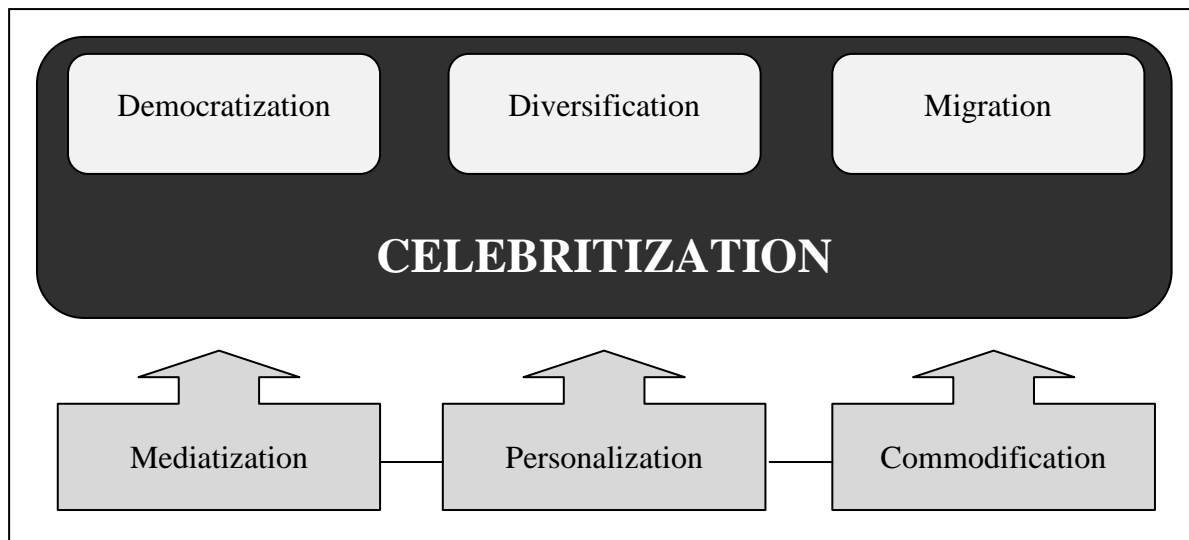 Democratization
Diversification
Migration
CELEBRITIZATION
Mediatization
Personalization
Commodification